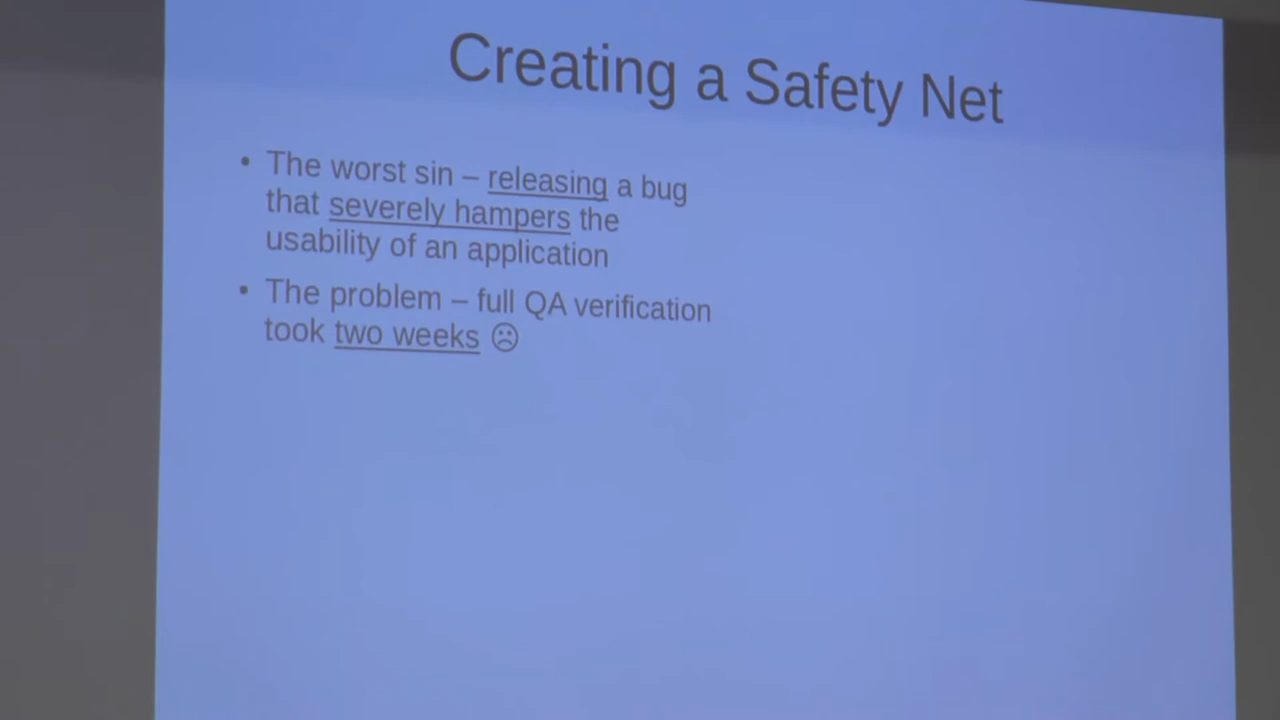 Creating a Safety Net
• The worst sin – releasing a bug
that severely hampers the
usability of an application
• The problem – full QA verification
took two weeks ☹